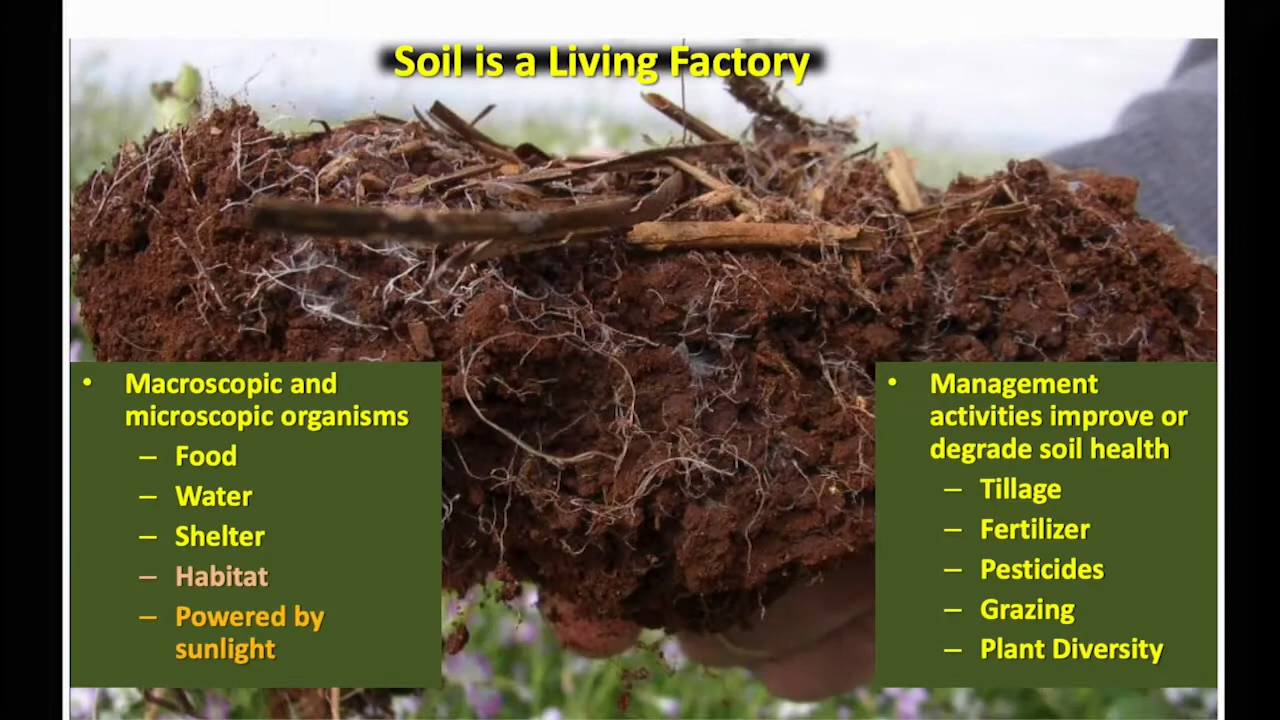 Soil is a Living Factory
• Macroscopic and
microscopic organisms
– Food
– Water
– Shelter
– Habitat
– Powered by
sunlight
• Management
activities improve or
degrade soil health
– Tillage
– Fertilizer
– Pesticides
– Grazing
– Plant Diversity